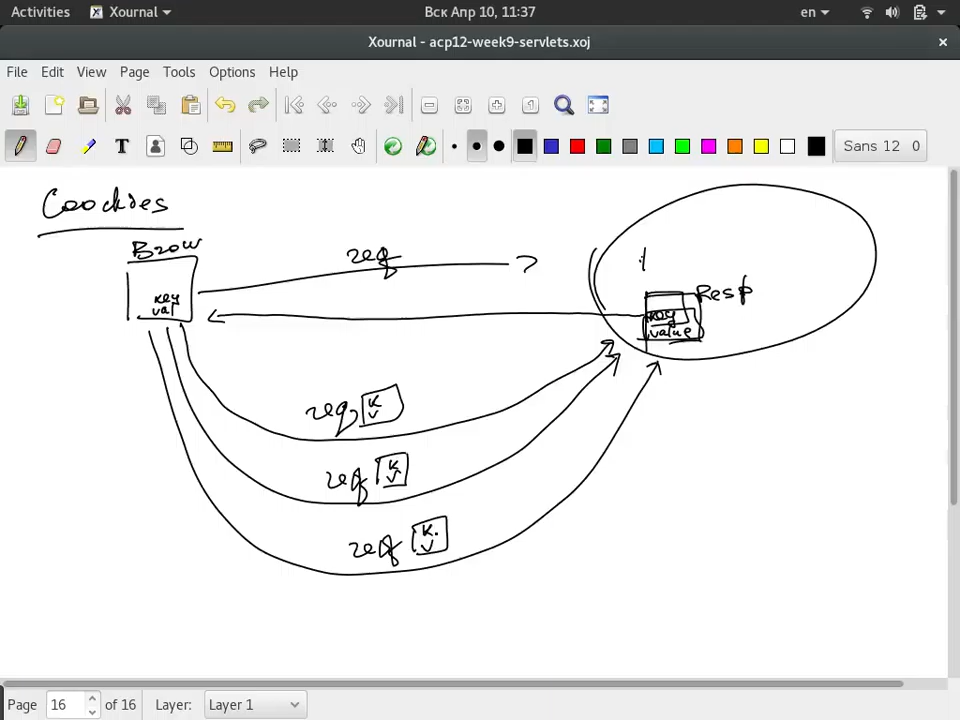 Activities Xournal Вск Апр 10, 11:37 en
Xournal - acp12-week9-servlets.xoj
File Edit View Page Tools Options Help
Sans 12 0
Coockies
Brow
req
key
val
Resp
key
value
req K
V
req K
V
req K.
V
Page 16 of 16 Layer: Layer 1